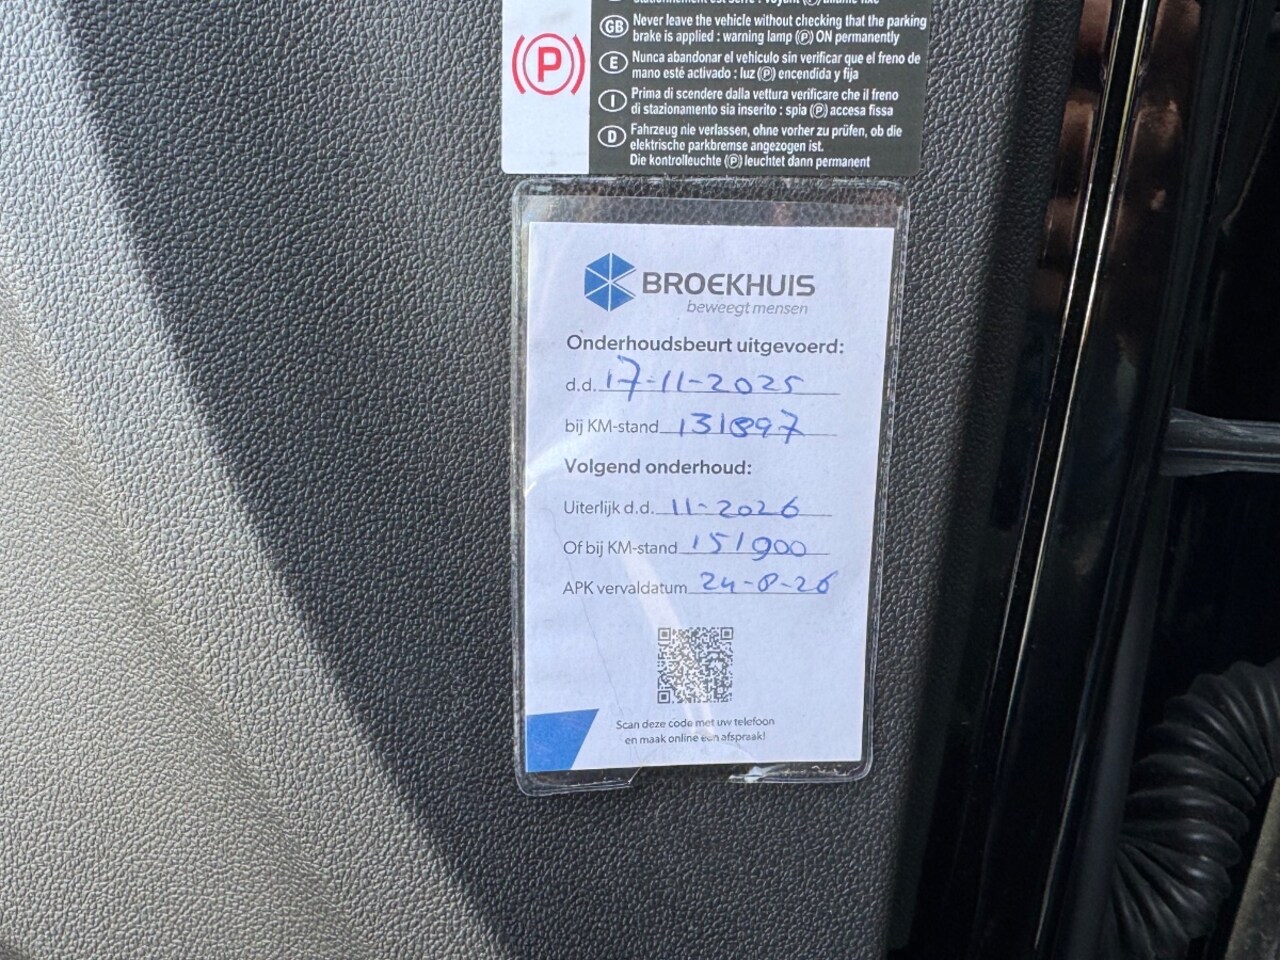 P
GB Never leave the vehicle without checking that the parking
brake is applied : warning lamp (P) ON permanently
E Nunca abandonar el vehiculo sin verificar que el freno de
mano esté activado : luz (P) encendida y fija
I Prima di scendere dalla vettura verificare che il freno
di stazionamento sia inserito : spia (P) accesa fissa
D Fahrzeug nie verlassen, ohne vorher zu prüfen, ob die
elektrische parkbremse angezogen ist.
Die kontrolleuchte (P) leuchtet dann permanent
BROEKHUIS
beweegt mensen
Onderhoudsbeurt uitgevoerd:
d.d. 17-11-2025
bij KM-stand 131897
Volgend onderhoud:
Uiterlijk d.d. 11-2026
Of bij KM-stand 151900
APK vervaldatum 24-8-26
Scan deze code met uw telefoon
en maak online een afspraak!